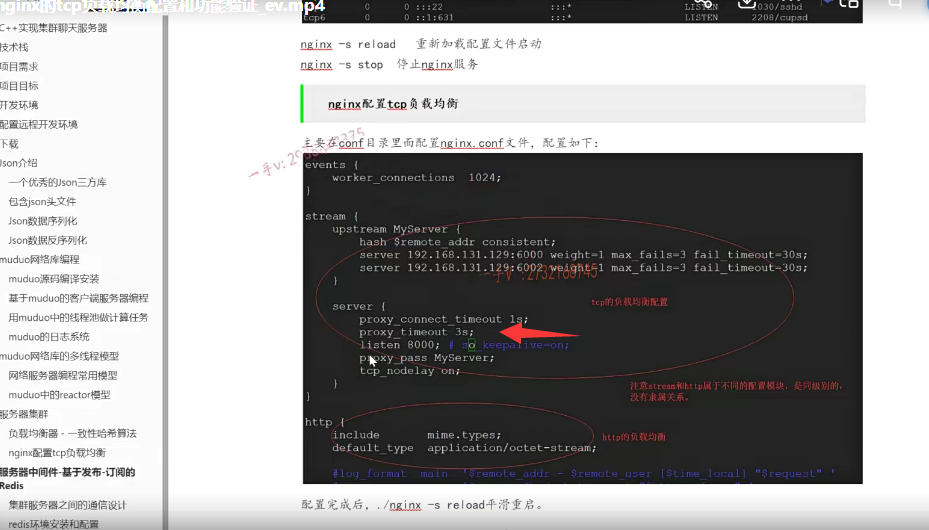 nginx的tcp负载均衡配置和功能验证_ev.mp4
C++实现集群聊天服务器
技术栈
项目需求
项目目标
开发环境
配置远程开发环境
下载
Json介绍
一个优秀的Json三方库
包含json头文件
Json数据序列化
Json数据反序列化
muduo网络库编程
muduo源码编译安装
基于muduo的客户端服务器编程
用muduo中的线程池做计算任务
muduo的日志系统
muduo网络库的多线程模型
网络服务器编程常用模型
muduo中的reactor模型
服务器集群
负载均衡器 - 一致性哈希算法
nginx配置tcp负载均衡
服务器中间件-基于发布-订阅的
Redis
集群服务器之间的通信设计
redis环境安装和配置
0 0 :::22 :::* LISTEN 2030/sshd
tcp6 0 0 ::1:631 :::* LISTEN 2208/cupsd
nginx -s reload 重新加载配置文件启动
nginx -s stop 停止nginx服务
nginx配置tcp负载均衡
主要在conf目录里面配置nginx.conf文件，配置如下：
events {
worker_connections 1024;
}
stream {
upstream MyServer {
hash $remote_addr consistent;
server 192.168.131.129:6000 weight=1 max_fails=3 fail_timeout=30s;
server 192.168.131.129:6002 weight=1 max_fails=3 fail_timeout=30s;
}
tcp的负载均衡配置
server {
proxy_connect_timeout 1s;
proxy_timeout 3s;
listen 8000; # so_keepalive=on;
proxy_pass MyServer;
tcp_nodelay on;
}
}
注意stream和http属于不同的配置模块，是同级别的，
没有隶属关系。
http {
include mime.types;
default_type application/octet-stream;
http的负载均衡
#log_format main '$remote_addr - $remote_user [$time_local] "$request" '
配置完成后，./nginx -s reload平滑重启。